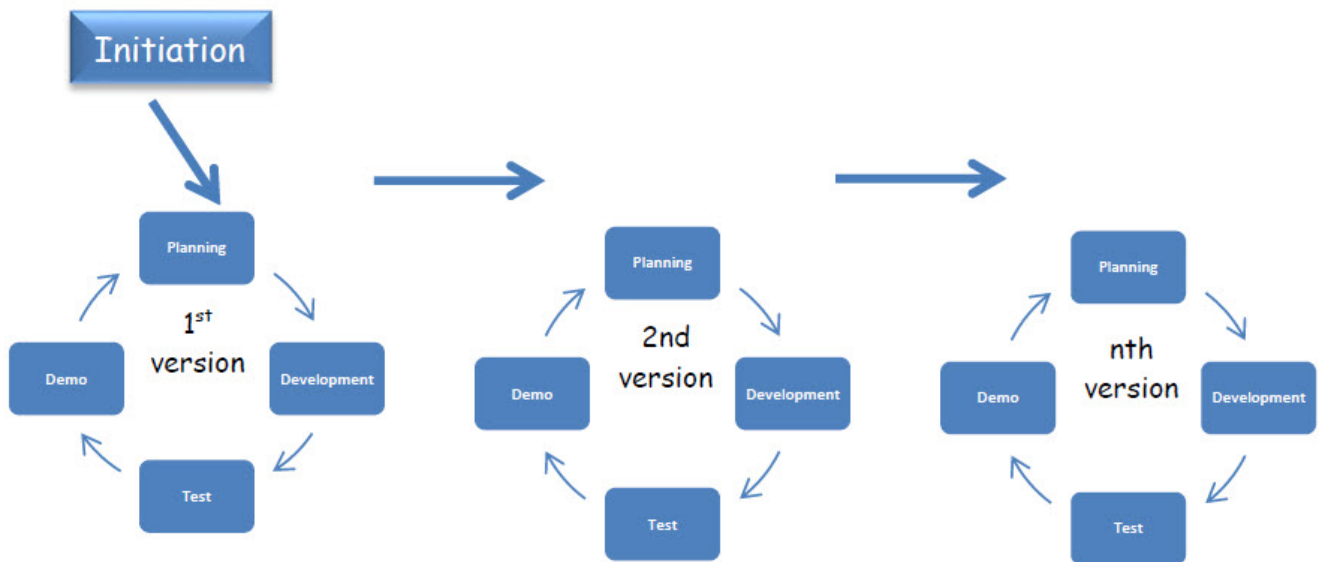 Initiation
Planning
1st
version
Demo
Development
Test
Planning
2nd
version
Demo
Development
Test
Planning
nth
version
Demo
Development
Test